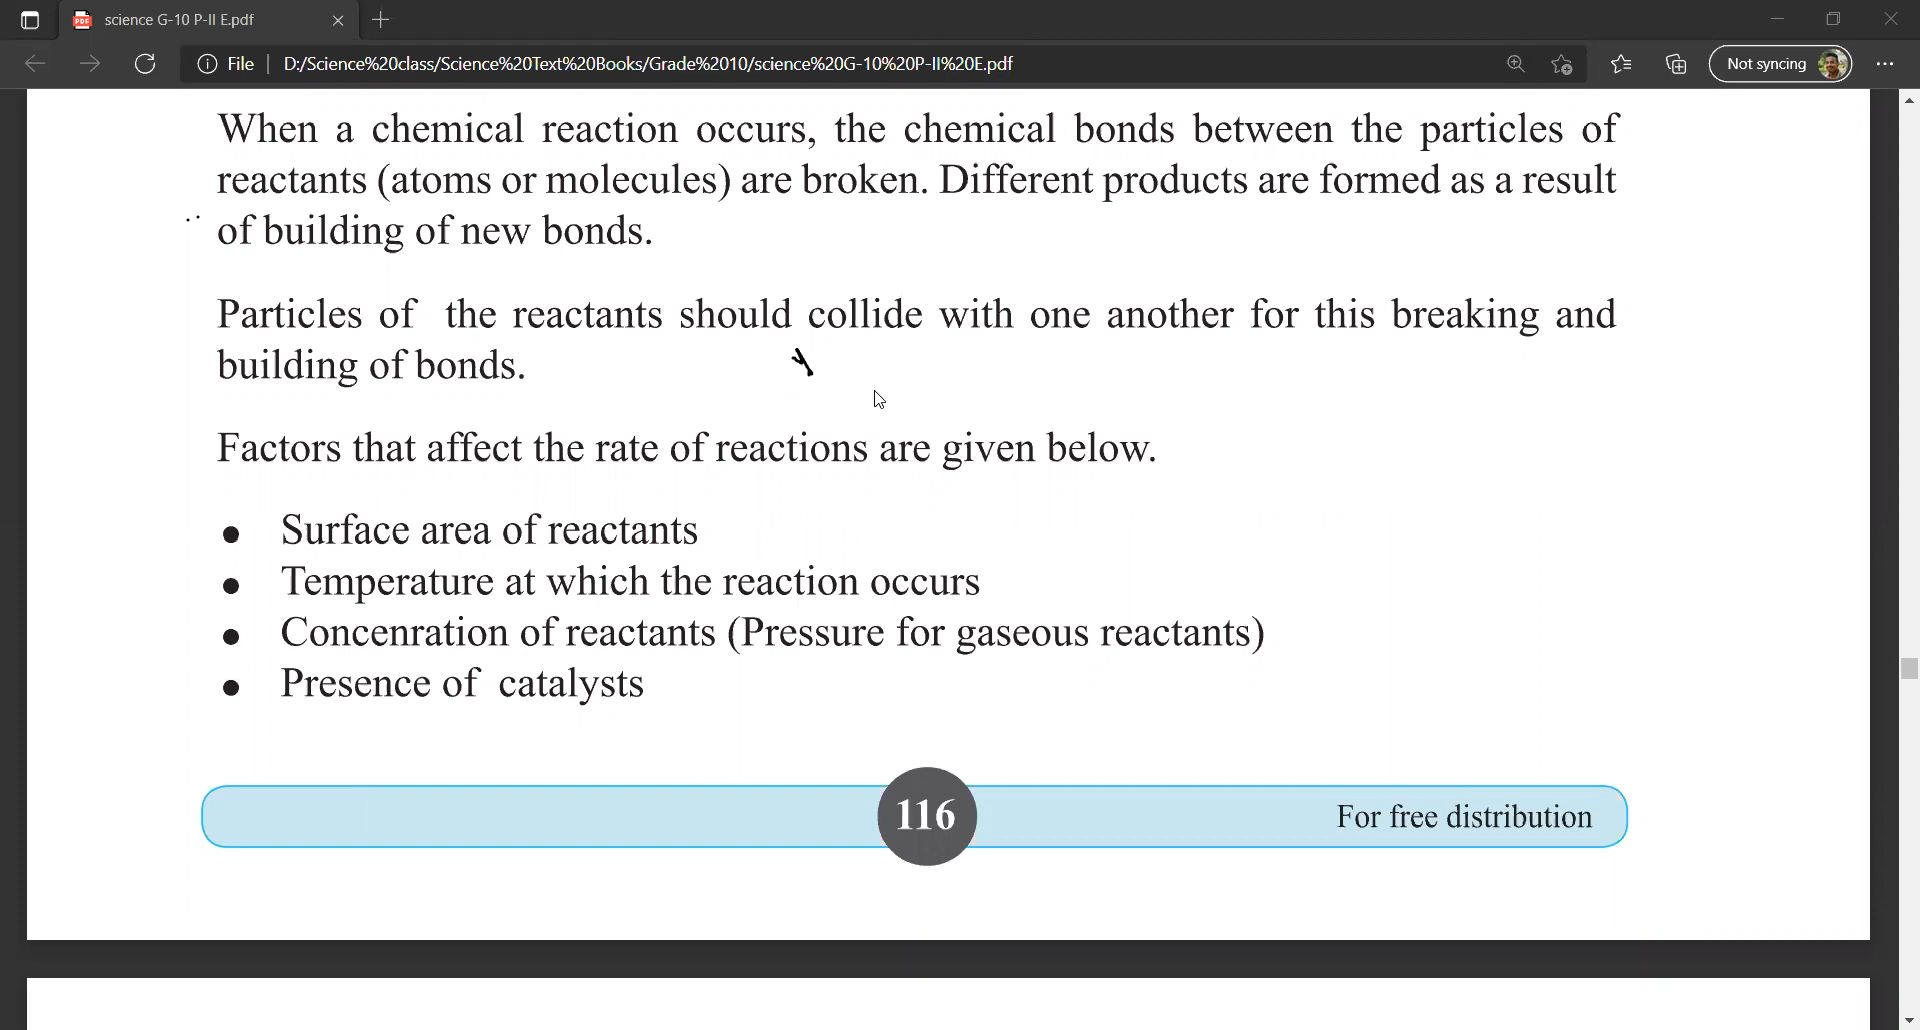 science G-10 P-II E.pdf
File D:/Science%20class/Science%20Text%20Books/Grade%2010/science%20G-10%20P-II%20E.pdf Not syncing
When a chemical reaction occurs, the chemical bonds between the particles of
reactants (atoms or molecules) are broken. Different products are formed as a result
of building of new bonds.
Particles of the reactants should collide with one another for this breaking and
building of bonds.
Factors that affect the rate of reactions are given below.
• Surface area of reactants
• Temperature at which the reaction occurs
• Concenration of reactants (Pressure for gaseous reactants)
• Presence of catalysts
116 For free distribution